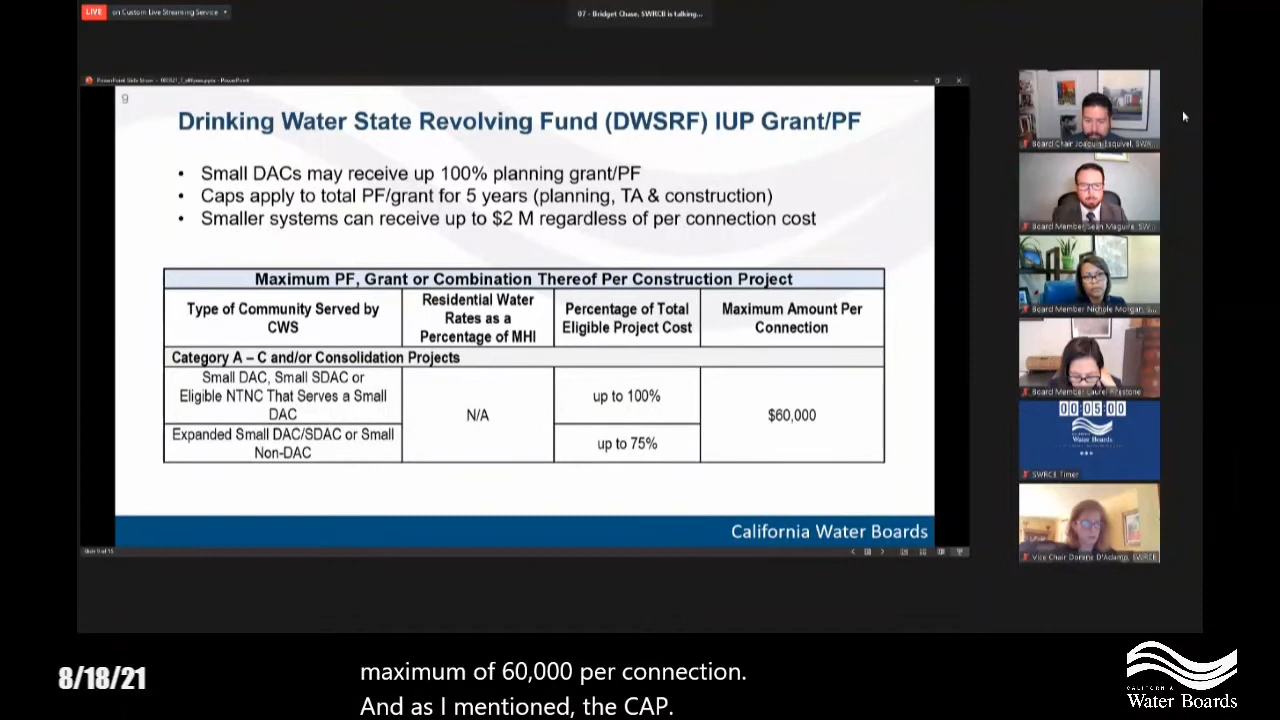 LIVE on Custom Live Streaming Service
07 - Bridget Chase, SWRCB is talking...
9
Drinking Water State Revolving Fund (DWSRF) IUP Grant/PF
• Small DACs may receive up 100% planning grant/PF
• Caps apply to total PF/grant for 5 years (planning, TA & construction)
• Smaller systems can receive up to $2 M regardless of per connection cost
Maximum PF, Grant or Combination Thereof Per Construction Project
Type of Community Served by
CWS
Residential Water
Rates as a
Percentage of MHI
Percentage of Total
Eligible Project Cost
Maximum Amount Per
Connection
Category A – C and/or Consolidation Projects
Small DAC, Small SDAC or
Eligible NTNC That Serves a Small
DAC
N/A
up to 100%
$60,000
Expanded Small DAC/SDAC or Small
Non-DAC
up to 75%
California Water Boards
Slide 9 of 15
Board Chair Joaquin Esquivel, SWR...
Board Member Sean Maguire, SW...
Board Member Nichole Morgan, S...
Board Member Laurel Firestone
00:05:00
Water Boards
SWRCB Timer
Vice Chair Dorene D'Adamo, SWRCB
8/18/21
maximum of 60,000 per connection.
And as I mentioned, the CAP.
CALIFORNIA
Water Boards